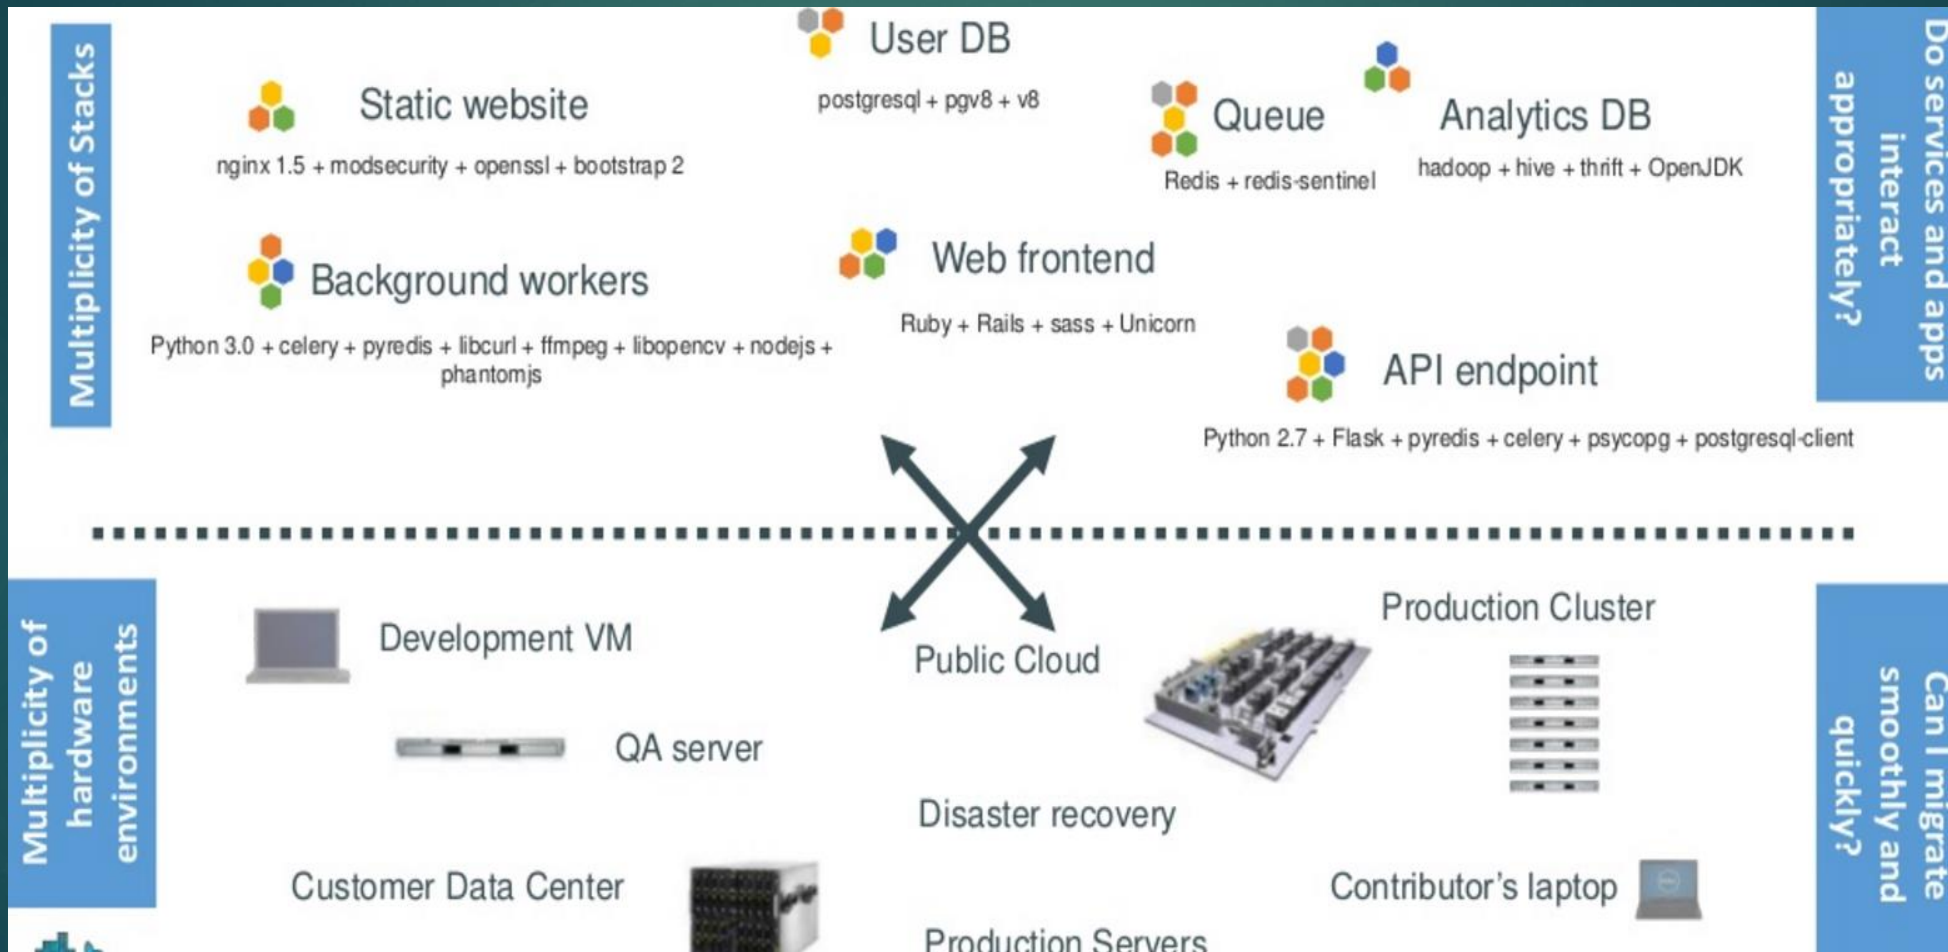 Multiplicity of Stacks
User DB
postgresql + pgv8 + v8
Static website
nginx 1.5 + modsecurity + openssl + bootstrap 2
Queue
Redis + redis-sentinel
Analytics DB
hadoop + hive + thrift + OpenJDK
Background workers
Python 3.0 + celery + pyredis + libcurl + ffmpeg + libopencv + nodejs +
phantomjs
Web frontend
Ruby + Rails + sass + Unicorn
API endpoint
Python 2.7 + Flask + pyredis + celery + psycopg + postgresql-client
Do services and apps
interact
appropriately?
Multiplicity of
hardware
environments
Development VM
QA server
Customer Data Center
Public Cloud
Disaster recovery
Production Servers
Production Cluster
Contributor’s laptop
Can I migrate
smoothly and
quickly?